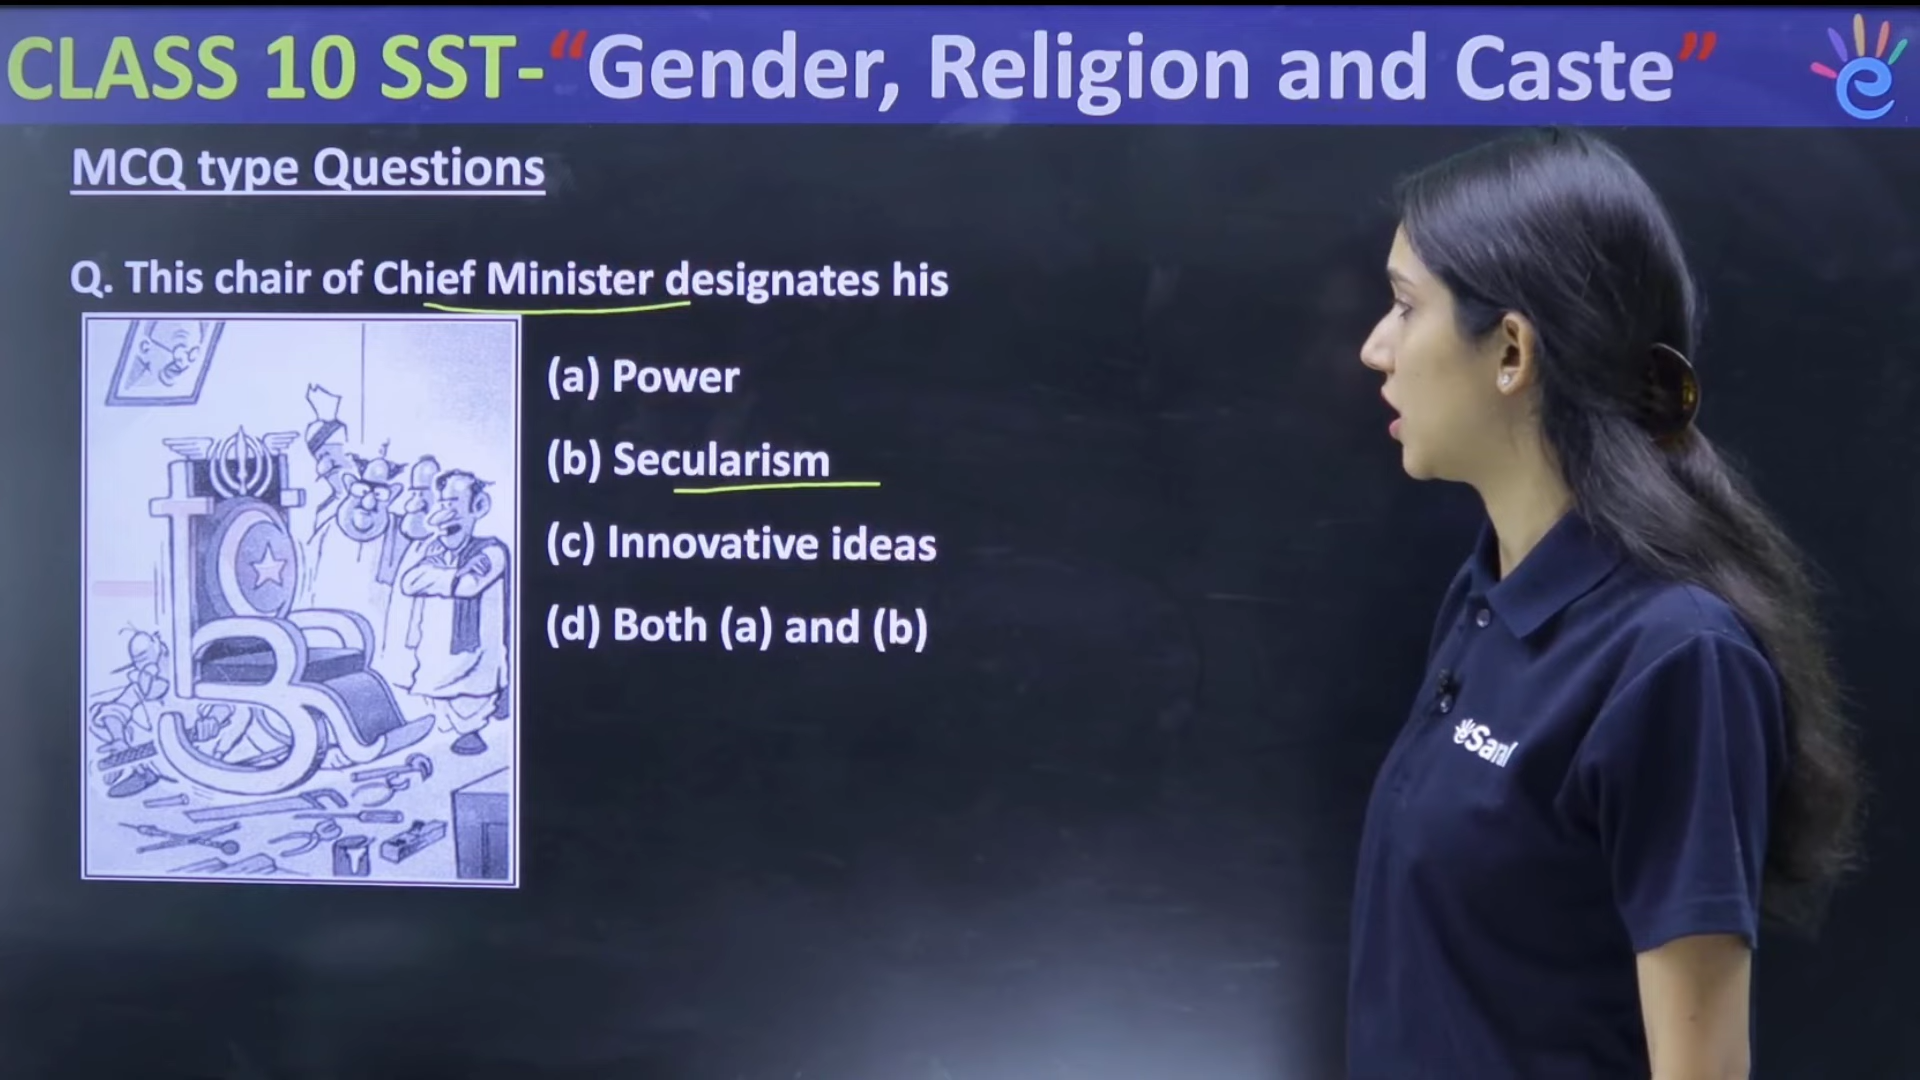 CLASS 10 SST-“Gender, Religion and Caste”
MCQ type Questions
Q. This chair of Chief Minister designates his
(a) Power
(b) Secularism
(c) Innovative ideas
(d) Both (a) and (b)
eSaral